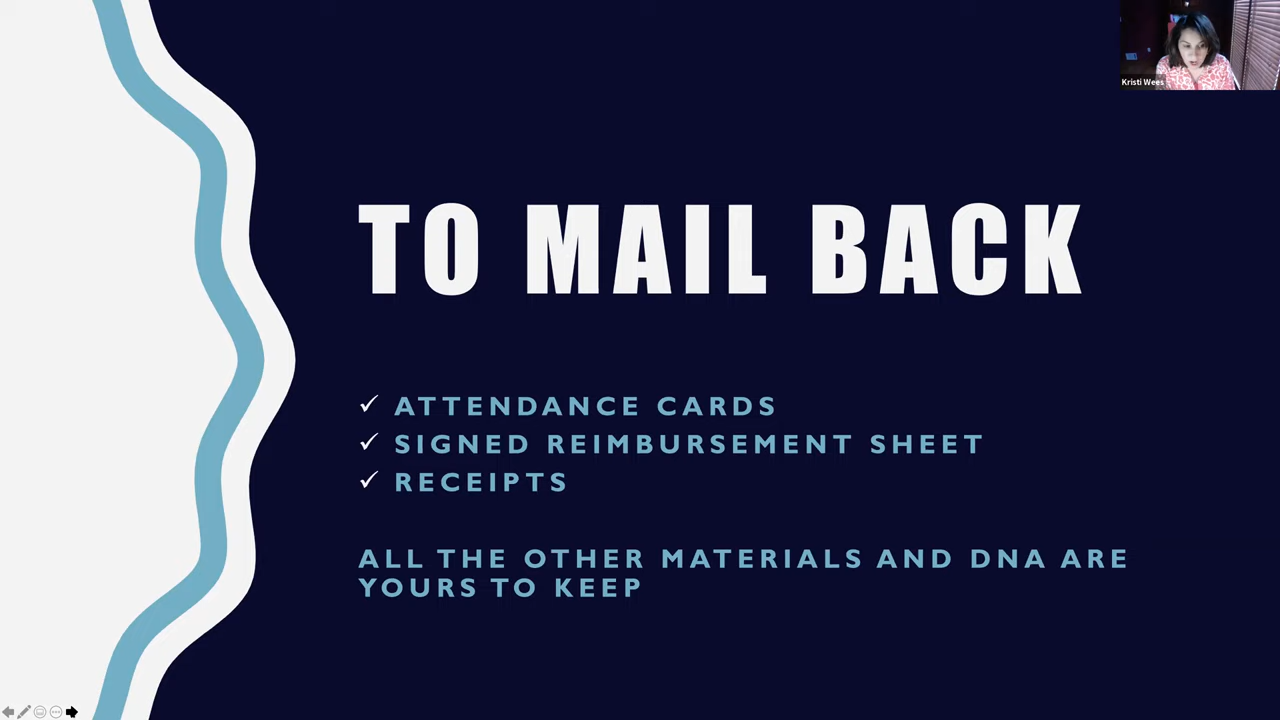 Kristi Wees
TO MAIL BACK
✓ ATTENDANCE CARDS
✓ SIGNED REIMBURSEMENT SHEET
✓ RECEIPTS
ALL THE OTHER MATERIALS AND DNA ARE
YOURS TO KEEP